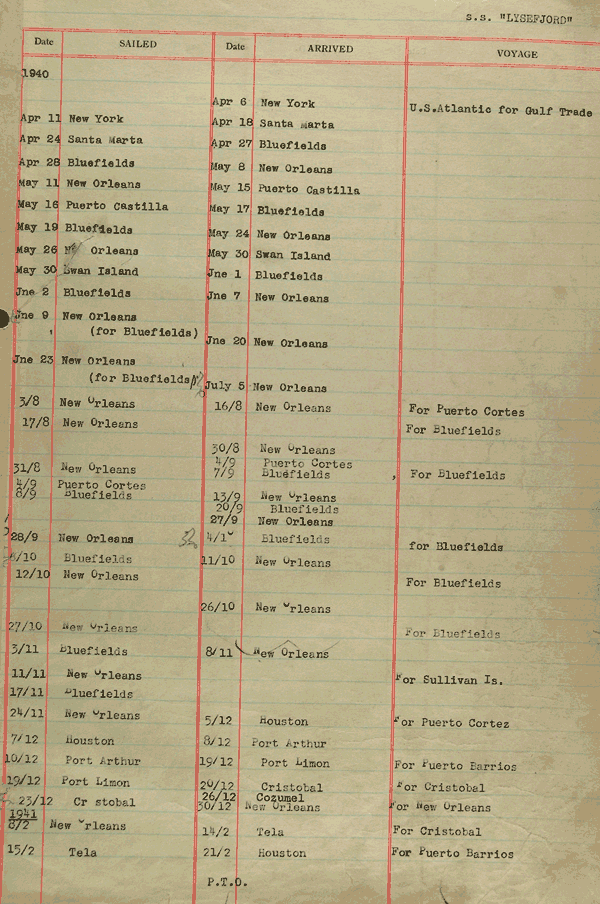 S.S. "LYSEFJORD"
Date SAILED Date ARRIVED VOYAGE
1940
Apr 6 New York U.S.Atlantic for Gulf Trade
Apr 11 New York Apr 18 Santa Marta
Apr 24 Santa Marta Apr 27 Bluefields
Apr 28 Bluefields May 8 New Orleans
May 11 New Orleans May 15 Puerto Castilla
May 16 Puerto Castilla May 17 Bluefields
May 19 Bluefields May 24 New Orleans
May 26 Orleans May 30 Swan Island
May 30 Swan Island Jne 1 Bluefields
Jne 2 Bluefields Jne 7 New Orleans
Jne 9 New Orleans
(for Bluefields)
Jne 20 New Orleans
Jne 23 New Orleans
(for Bluefields)
July 5 New Orleans
3/8 New Orleans 16/8 New Orleans For Puerto Cortes
17/8 New Orleans For Bluefields
30/8 New Orleans
4/9 Puerto Cortes
31/8 New Orleans 7/9 Bluefields For Bluefields
4/9 Puerto Cortes
8/9 Bluefields 13/9 New Orleans
20/9 Bluefields
27/9 New Orleans
28/9 New Orleans 4/10 Bluefields for Bluefields
/10 Bluefields 11/10 New Orleans
12/10 New Orleans For Bluefields
26/10 New Orleans
27/10 New Orleans For Bluefields
3/11 Bluefields 8/11 New Orleans
11/11 New Orleans For Sullivan Is.
17/11 Bluefields
24/11 New Orleans 5/12 Houston For Puerto Cortez
7/12 Houston 8/12 Port Arthur
10/12 Port Arthur 19/12 Port Limon For Puerto Barrios
19/12 Port Limon 20/12 Cristobal For Cristobal
26/12 Cozumel
23/12 Cr stobal 30/12 New Orleans For New Orleans
1941
8/2 New Orleans 14/2 Tela For Cristobal
15/2 Tela 21/2 Houston For Puerto Barrios
P.T.O.